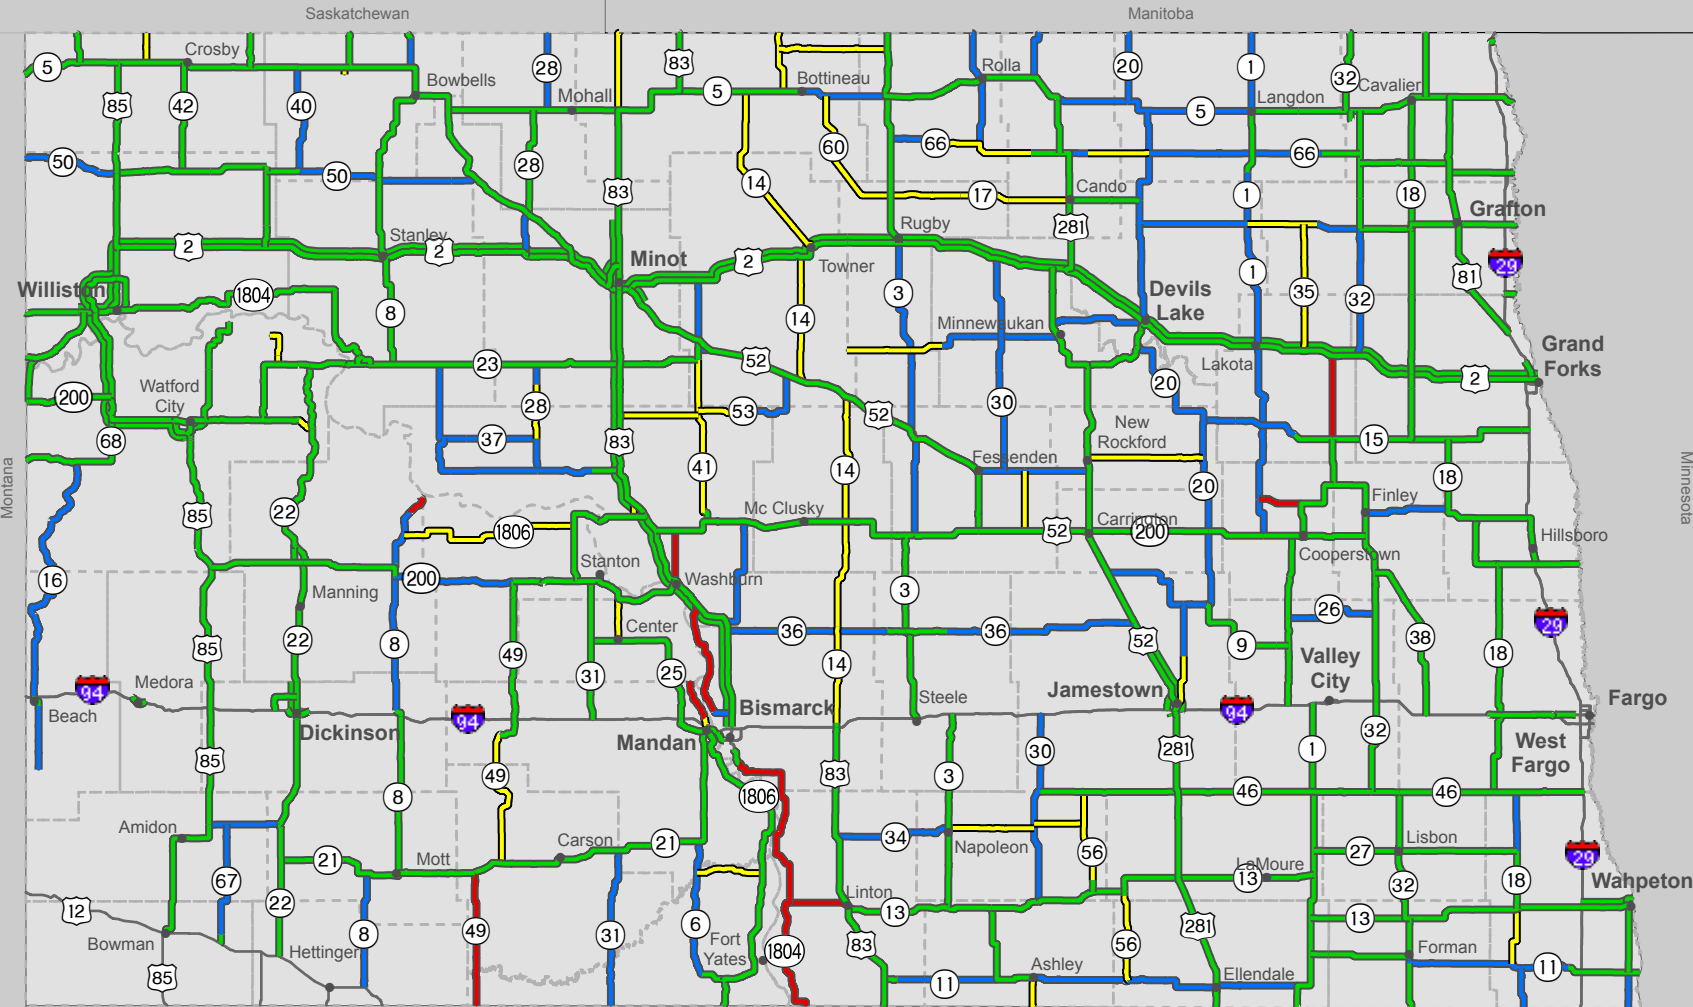 Saskatchewan
Manitoba
Crosby
5
28
83
Rolla
20
1
32
Bowbells
Bottineau
Cavalier
85
42
40
Mohall
5
5
Langdon
50
50
28
60
66
66
83
14
17
Cando
1
18
Grafton
Rugby
281
2
Stanley
2
Minot
2
Towner
29
81
Williston
1804
8
14
3
Minnewaukan
Devils
Lake
1
35
32
Grand
Forks
23
52
Lakota
2
Watford
City
200
28
53
52
30
20
New
Rockford
68
37
83
15
Montana
Minnesota
41
14
Fessenden
20
18
85
22
Mc Clusky
Finley
1806
52
Carrington
200
Cooperstown
Hillsboro
16
Stanton
200
Washburn
3
Manning
26
29
22
Center
36
36
52
9
38
85
8
49
31
25
14
Valley
City
18
94
Medora
Beach
Steele
Jamestown
94
Fargo
94
Dickinson
Bismarck
Mandan
32
West
Fargo
85
49
83
3
30
281
1
8
1806
46
46
Amidon
Carson
21
34
Napoleon
56
27
Lisbon
29
21
Mott
LaMoure
13
67
32
18
Wahpeton
12
22
Linton
13
13
Bowman
8
49
31
6
Fort
Yates
1804
83
56
281
Forman
Hettinger
85
11
Ashley
Ellendale
11